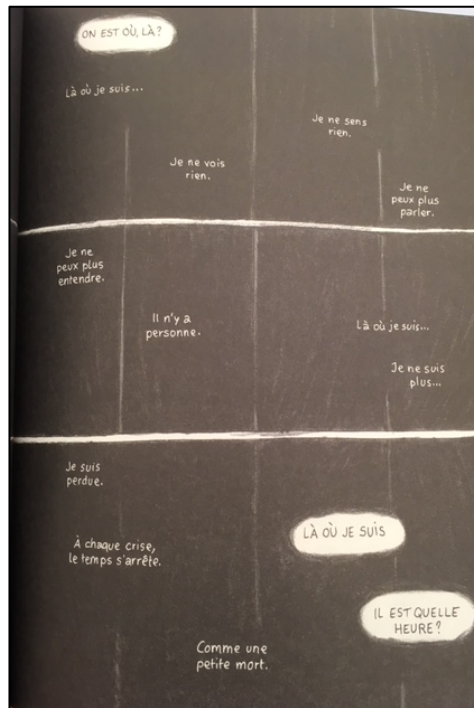 ON EST OÙ, LÀ?
Là où je suis...
Je ne vois
rien.
Je ne sens
rien.
Je ne
peux plus
parler.
Je ne
peux plus
entendre.
Il n'y a
personne.
Là où je suis...
Je ne suis
plus...
Je suis
perdue.
À chaque crise,
le temps s'arrête.
Comme une
petite mort.
LÀ OÙ JE SUIS
IL EST QUELLE
HEURE?